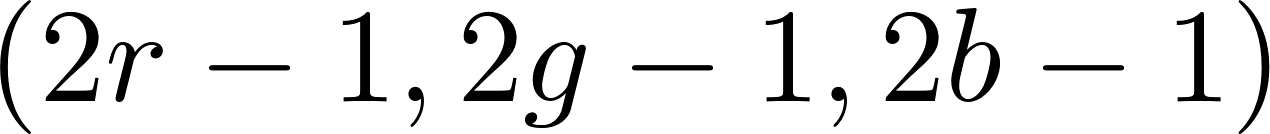 (2r − 1, 2g − 1, 2b − 1)